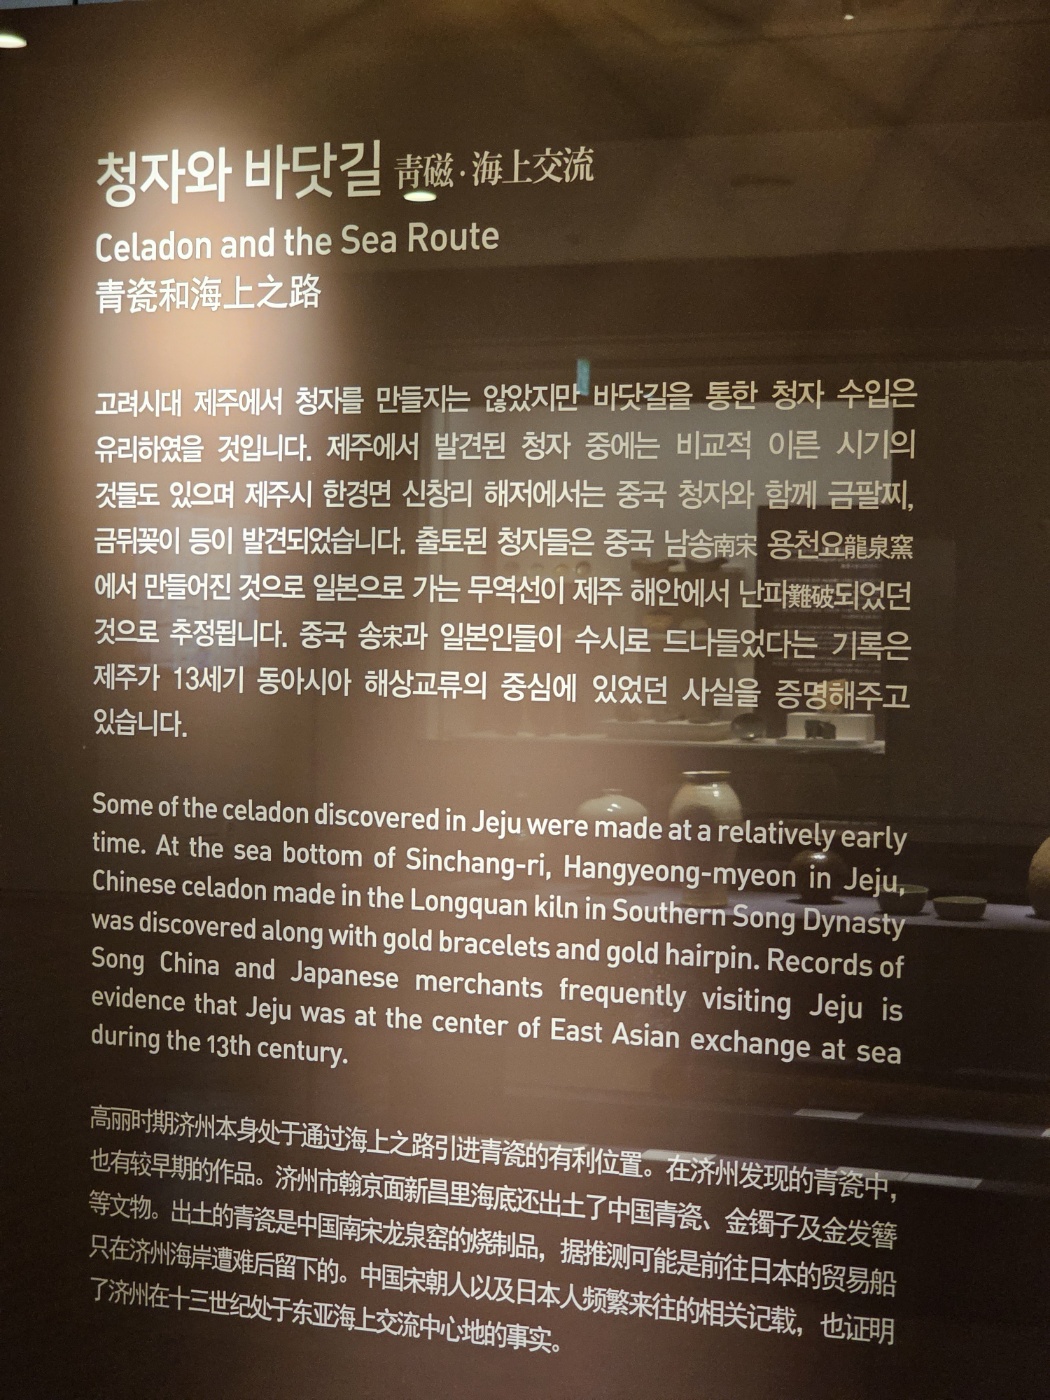 청자와 바닷길 靑磁·海上交流
Celadon and the Sea Route
青瓷和海上之路
고려시대 제주에서 청자를 만들지는 않았지만 바닷길을 통한 청자 수입은
유리하였을 것입니다. 제주에서 발견된 청자 중에는 비교적 이른 시기의
것들도 있으며 제주시 한경면 신창리 해저에서는 중국 청자와 함께 금팔찌,
금뒤꽂이 등이 발견되었습니다. 출토된 청자들은 중국 남송南宋 용천요龍泉窯
에서 만들어진 것으로 일본으로 가는 무역선이 제주 해안에서 난파難破되었던
것으로 추정됩니다. 중국 송宋과 일본인들이 수시로 드나들었다는 기록은
제주가 13세기 동아시아 해상교류의 중심에 있었던 사실을 증명해주고
있습니다.
Some of the celadon discovered in Jeju were made at a relatively early
time. At the sea bottom of Sinchang-ri, Hangyeong-myeon in Jeju,
Chinese celadon made in the Longquan kiln in Southern Song Dynasty
was discovered along with gold bracelets and gold hairpin. Records of
Song China and Japanese merchants frequently visiting Jeju is
evidence that Jeju was at the center of East Asian exchange at sea
during the 13th century.
高丽时期济州本身处于通过海上之路引进青瓷的有利位置。在济州发现的青瓷中，
也有较早期的作品。济州市翰京面新昌里海底还出土了中国青瓷、金镯子及金发簪
等文物。出土的青瓷是中国南宋龙泉窑的烧制品，据推测可能是前往日本的贸易船
只在济州海岸遭难后留下的。中国宋朝人以及日本人频繁来往的相关记载，也证明
了济州在十三世纪处于东亚海上交流中心地的事实。